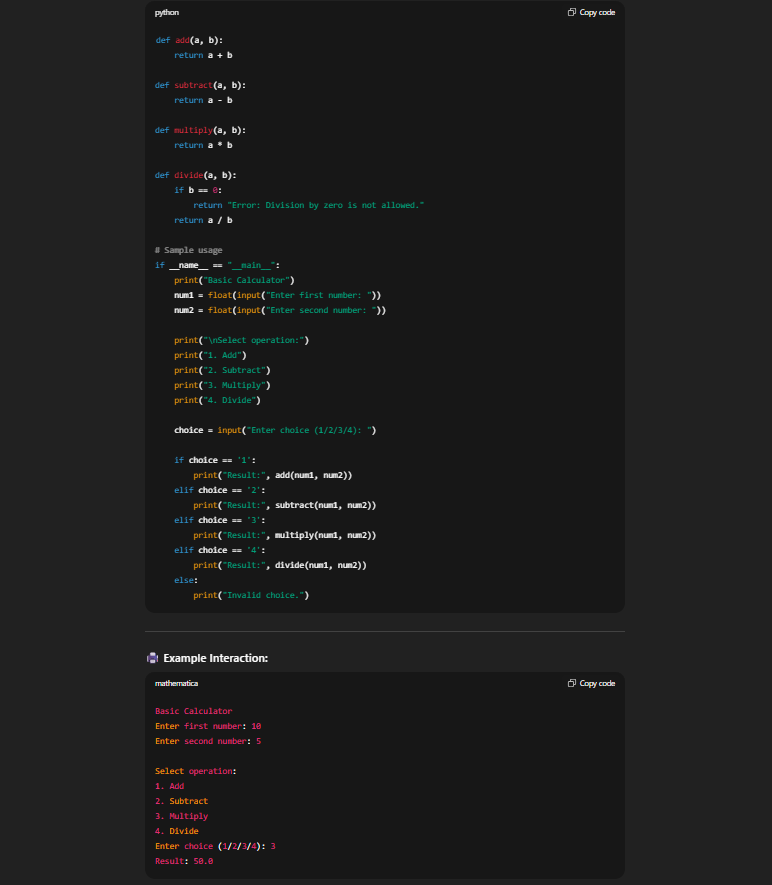 python
Copy code
def add(a, b):
    return a + b

def subtract(a, b):
    return a - b

def multiply(a, b):
    return a * b

def divide(a, b):
    if b == 0:
        return "Error: Division by zero is not allowed."
    return a / b

# Sample usage
if __name__ == "__main__":
    print("Basic Calculator")
    num1 = float(input("Enter first number: "))
    num2 = float(input("Enter second number: "))

    print("\nSelect operation:")
    print("1. Add")
    print("2. Subtract")
    print("3. Multiply")
    print("4. Divide")

    choice = input("Enter choice (1/2/3/4): ")

    if choice == '1':
        print("Result:", add(num1, num2))
    elif choice == '2':
        print("Result:", subtract(num1, num2))
    elif choice == '3':
        print("Result:", multiply(num1, num2))
    elif choice == '4':
        print("Result:", divide(num1, num2))
    else:
        print("Invalid choice.")

Example Interaction:
mathematica
Copy code
Basic Calculator
Enter first number: 10
Enter second number: 5

Select operation:
1. Add
2. Subtract
3. Multiply
4. Divide
Enter choice (1/2/3/4): 3
Result: 50.0